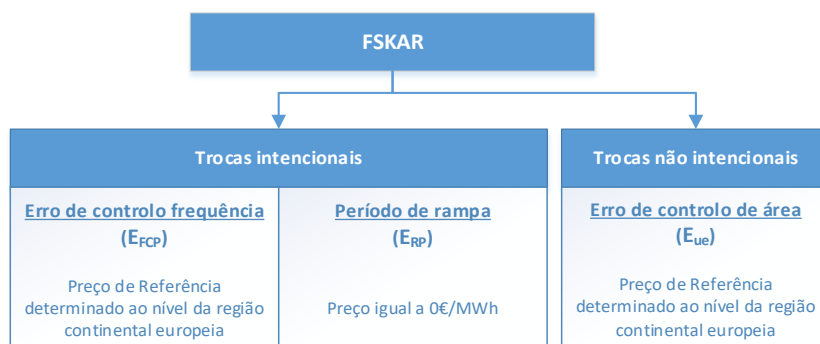 FSKAR
Trocas intencionais
Trocas não intencionais
Erro de controlo frequência
(EFCP)
Preço de Referência
determinado ao nível da região
continental europeia
Período de rampa
(ERP)
Preço igual a 0€/MWh
Erro de controlo de área
(Eue)
Preço de Referência
determinado ao nível da região
continental europeia